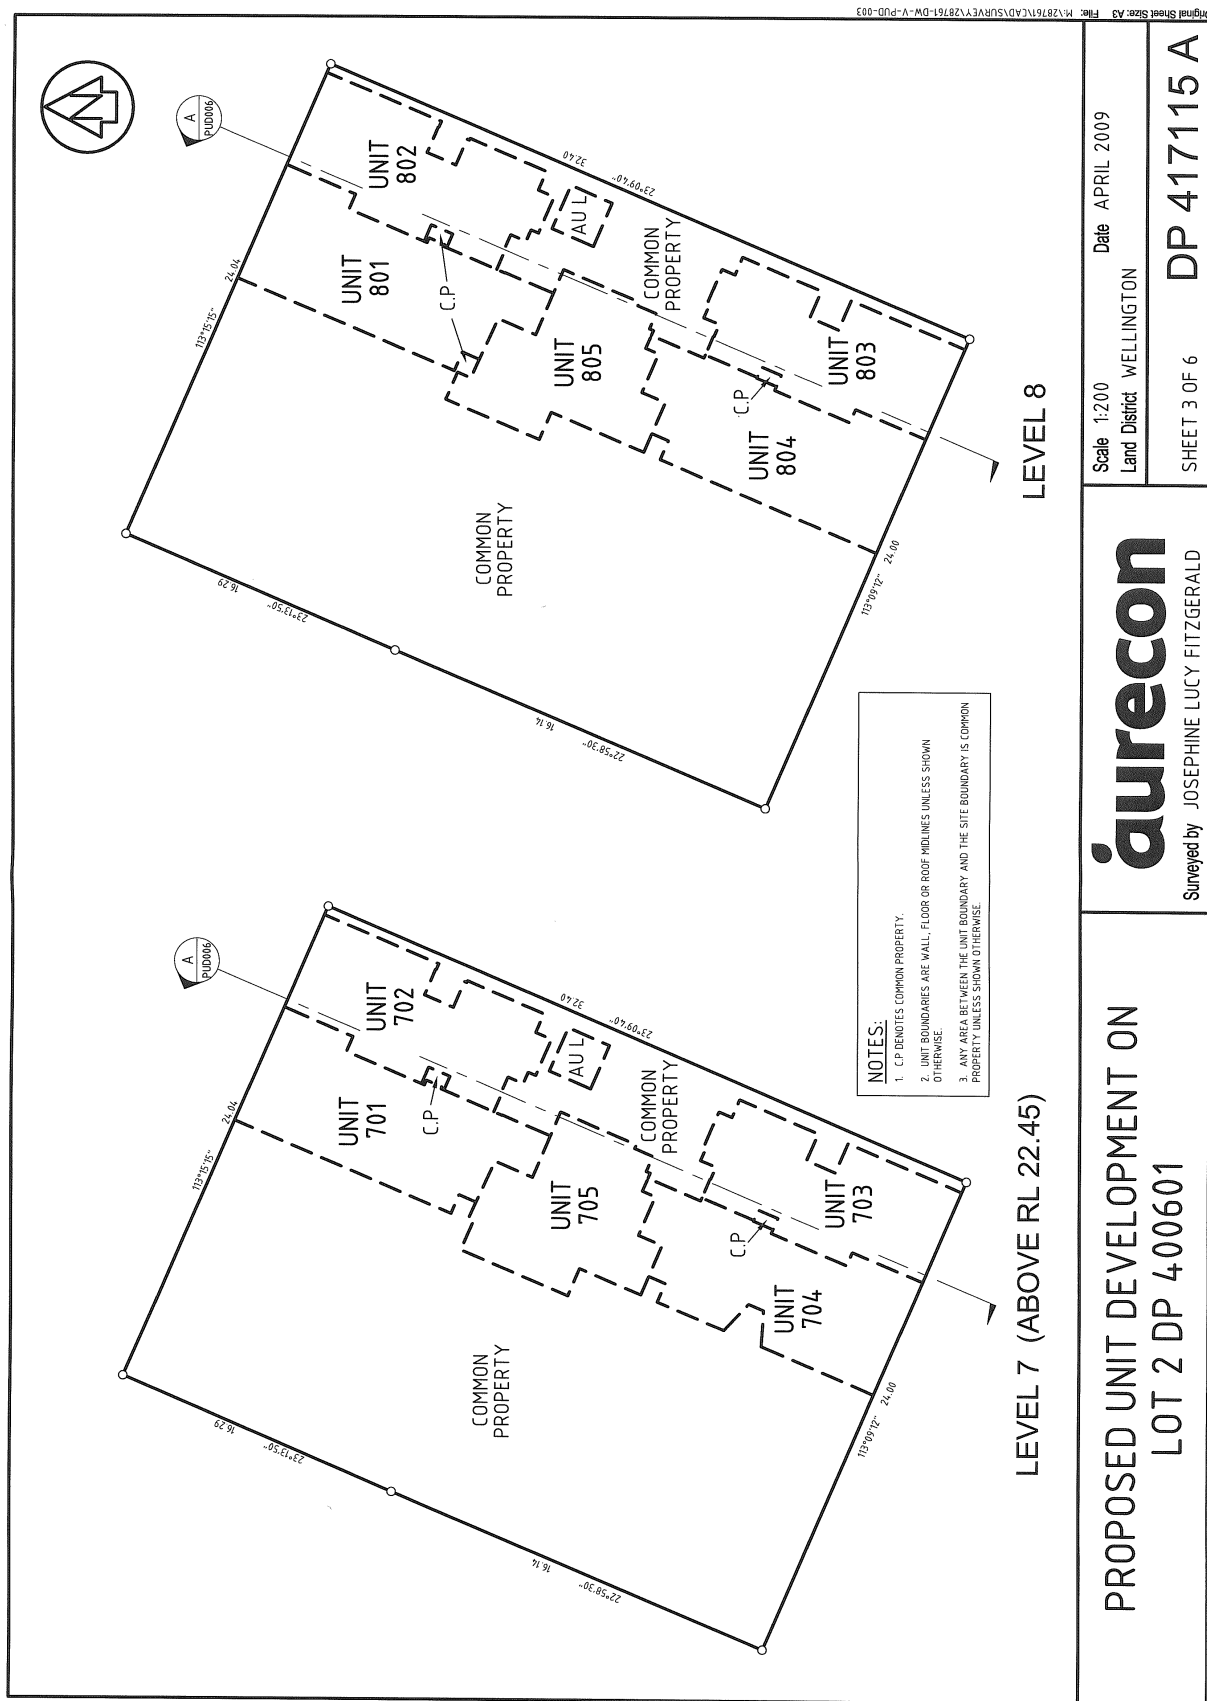 A
PUD006
113°15'15"
24.04
UNIT
701
UNIT
702
C.P
AU L
32.40
23°09'40"
16.29
23°13'50"
UNIT
705
COMMON
PROPERTY
COMMON
PROPERTY
C.P
UNIT
703
UNIT
704
16.14
22°58'30"
113°09'12"
24.00
LEVEL 7 (ABOVE RL 22.45)
A
PUD006
113°15'15"
24.04
UNIT
801
UNIT
802
C.P
AU L
32.40
23°09'40"
16.29
23°13'50"
UNIT
805
COMMON
PROPERTY
COMMON
PROPERTY
C.P
UNIT
803
UNIT
804
16.14
22°58'30"
113°09'12"
24.00
LEVEL 8
NOTES:
1. C.P DENOTES COMMON PROPERTY.
2. UNIT BOUNDARIES ARE WALL, FLOOR OR ROOF MIDLINES UNLESS SHOWN
OTHERWISE.
3. ANY AREA BETWEEN THE UNIT BOUNDARY AND THE SITE BOUNDARY IS COMMON
PROPERTY UNLESS SHOWN OTHERWISE.
PROPOSED UNIT DEVELOPMENT ON
LOT 2 DP 400601
aurecon
Surveyed by JOSEPHINE LUCY FITZGERALD
Scale 1:200
Date APRIL 2009
Land District WELLINGTON
SHEET 3 OF 6
DP 417115 A
Original Sheet Size: A3 File: M:\28761\CAD\SURVEY\28761-DW-V-PUD-003